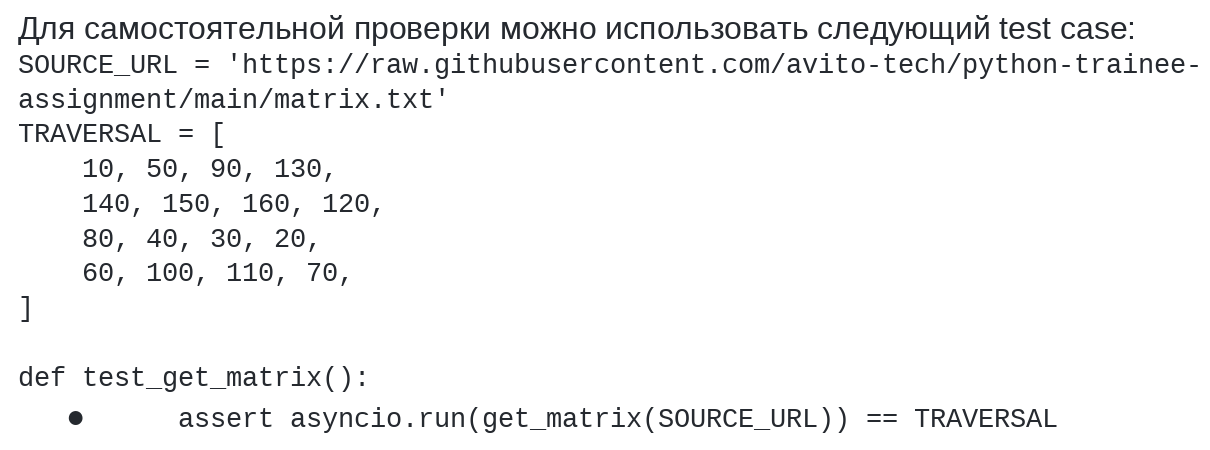 Для самостоятельной проверки можно использовать следующий test case:
SOURCE_URL = 'https://raw.githubusercontent.com/avito-tech/python-trainee-
assignment/main/matrix.txt'
TRAVERSAL = [
    10, 50, 90, 130,
    140, 150, 160, 120,
    80, 40, 30, 20,
    60, 100, 110, 70,
]

def test_get_matrix():
   ●      assert asyncio.run(get_matrix(SOURCE_URL)) == TRAVERSAL